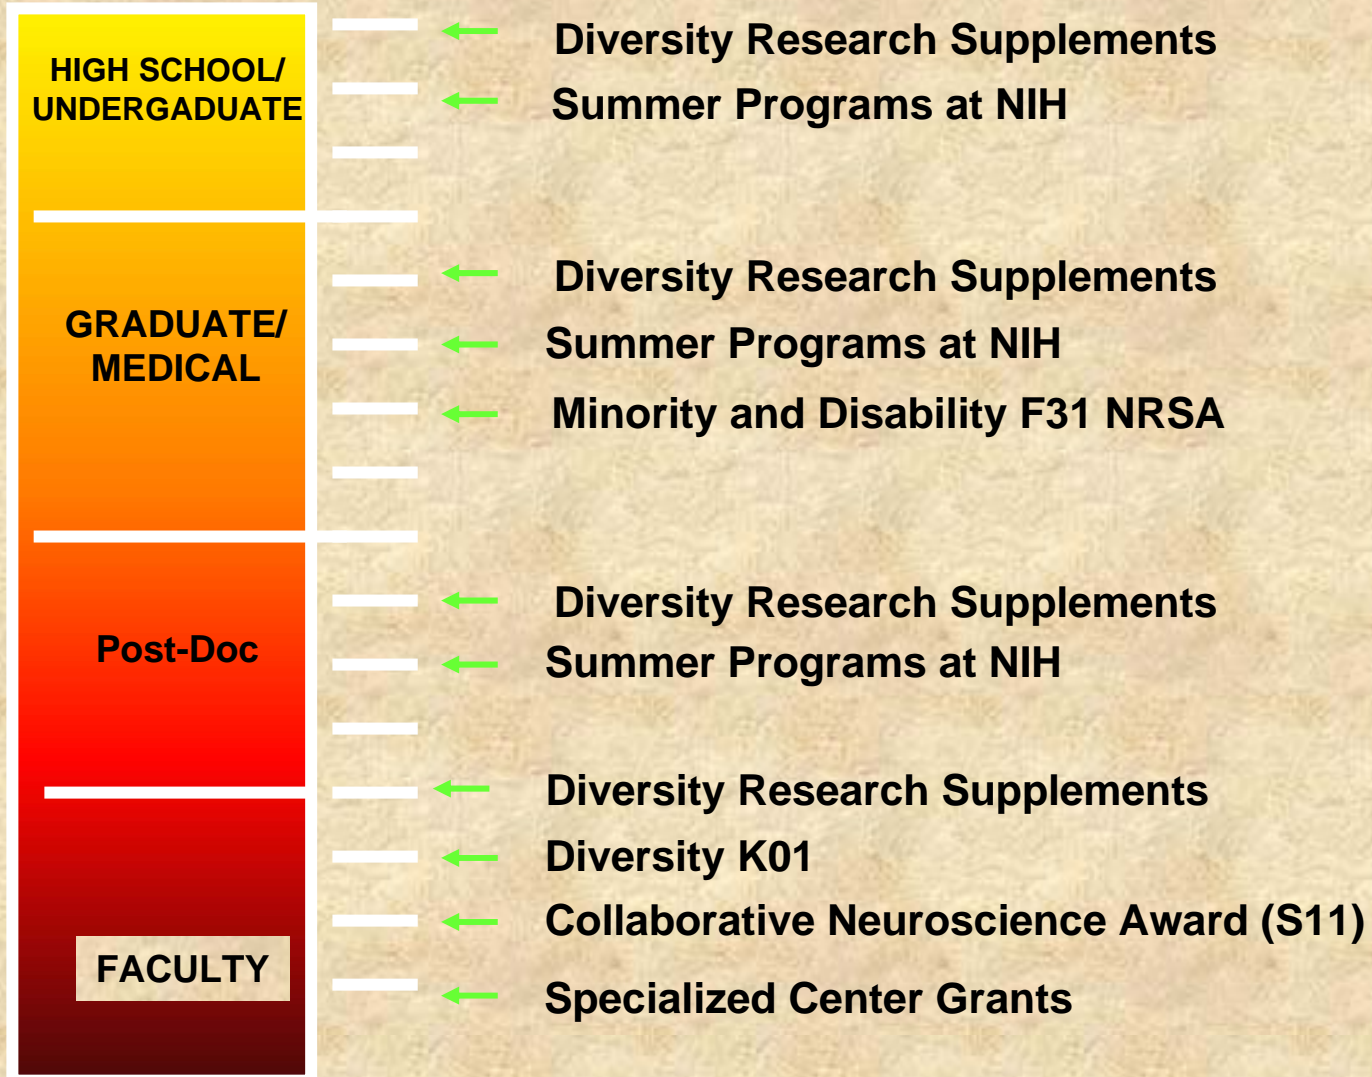 HIGH SCHOOL/
UNDERGADUATE
Diversity Research Supplements
Summer Programs at NIH
GRADUATE/
MEDICAL
Diversity Research Supplements
Summer Programs at NIH
Minority and Disability F31 NRSA
Post-Doc
Diversity Research Supplements
Summer Programs at NIH
FACULTY
Diversity Research Supplements
Diversity K01
Collaborative Neuroscience Award (S11)
Specialized Center Grants